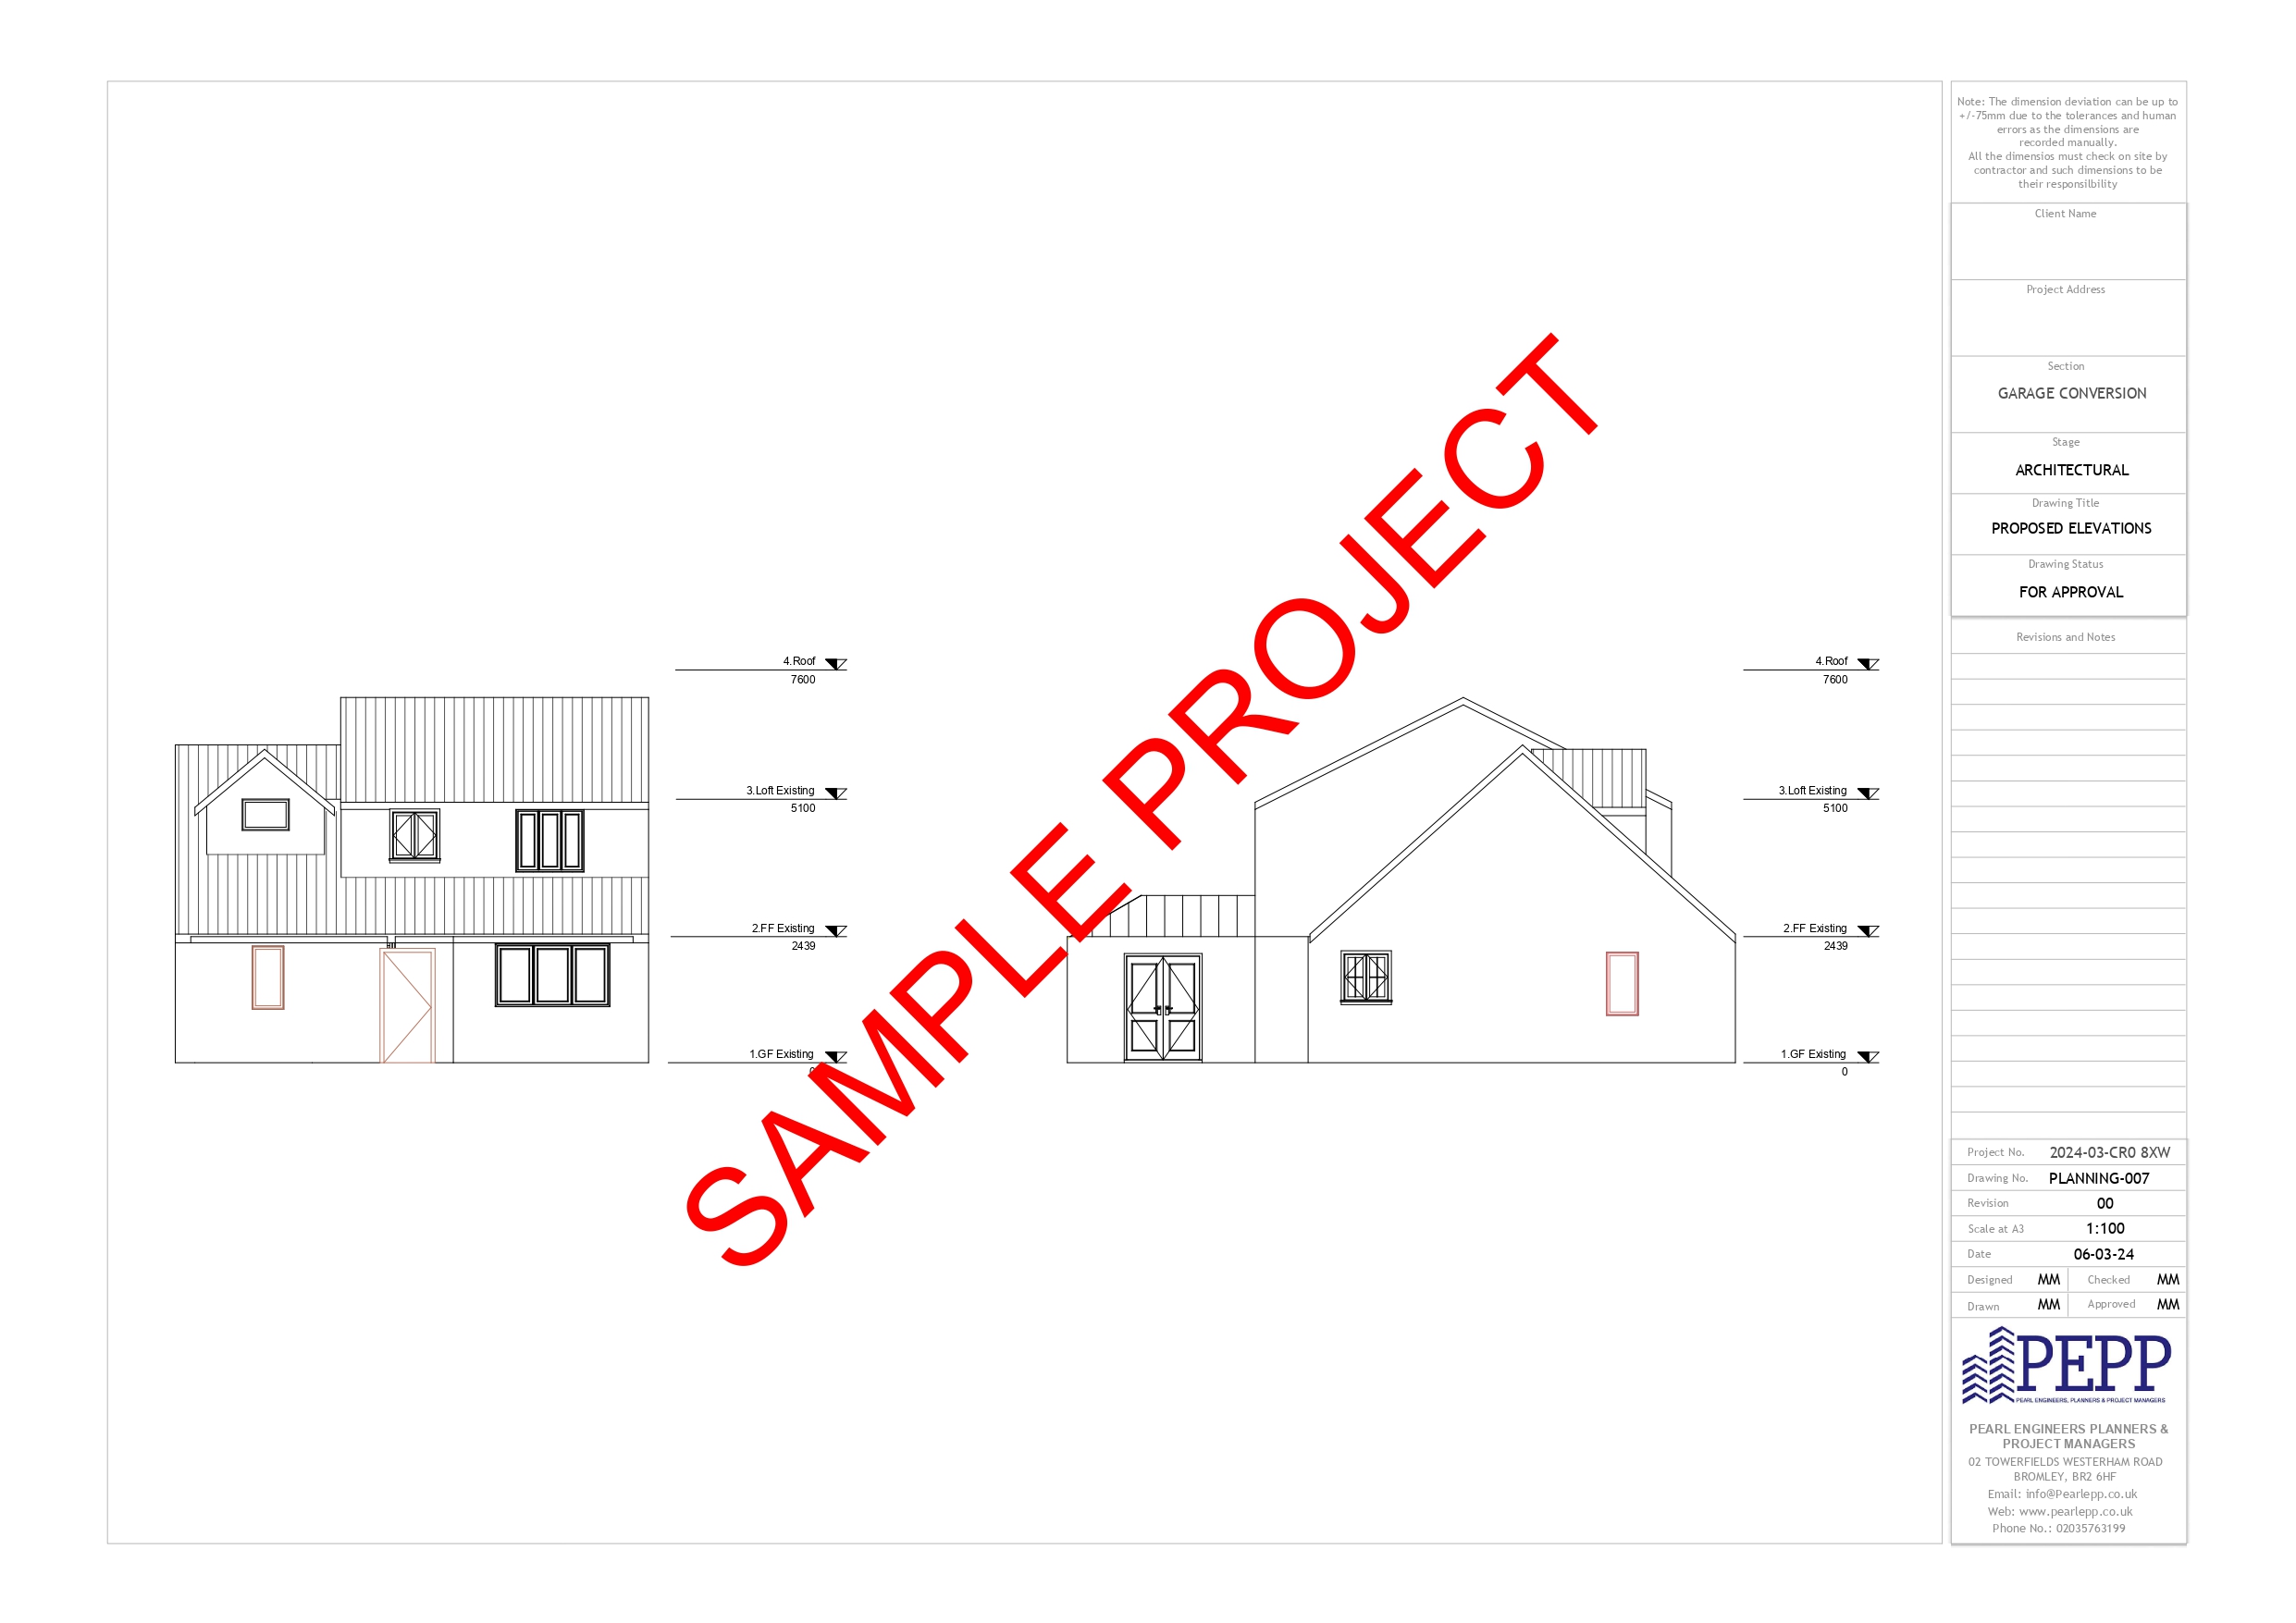 Note: The dimension deviation can be up to
+/-75mm due to the tolerances and human
errors as the dimensions are
recorded manually.
All the dimensios must check on site by
contractor and such dimensions to be
their responsilbility
Client Name
Project Address
Section
GARAGE CONVERSION
Stage
ARCHITECTURAL
Drawing Title
PROPOSED ELEVATIONS
Drawing Status
FOR APPROVAL
Revisions and Notes
4.Roof
7600
3.Loft Existing
5100
2.FF Existing
2439
1.GF Existing
0
4.Roof
7600
3.Loft Existing
5100
2.FF Existing
2439
1.GF Existing
0
SAMPLE PROJECT
Project No. 2024-03-CR0 8XW
Drawing No. PLANNING-007
Revision 00
Scale at A3 1:100
Date 06-03-24
Designed MM Checked MM
Drawn MM Approved MM
PEPP
PEARL ENGINEERS, PLANNERS & PROJECT MANAGERS
PEARL ENGINEERS PLANNERS &
PROJECT MANAGERS
02 TOWERFIELDS WESTERHAM ROAD
BROMLEY, BR2 6HF
Email: info@Pearlepp.co.uk
Web: www.pearlepp.co.uk
Phone No.: 02035763199